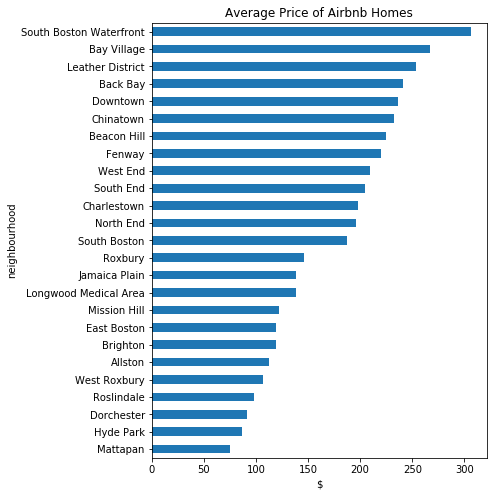 Average Price of Airbnb Homes
South Boston Waterfront
Bay Village
Leather District
Back Bay
Downtown
Chinatown
Beacon Hill
Fenway
West End
South End
Charlestown
North End
South Boston
Roxbury
Jamaica Plain
Longwood Medical Area
Mission Hill
East Boston
Brighton
Allston
West Roxbury
Roslindale
Dorchester
Hyde Park
Mattapan
neighbourhood
0 50 100 150 200 250 300
$